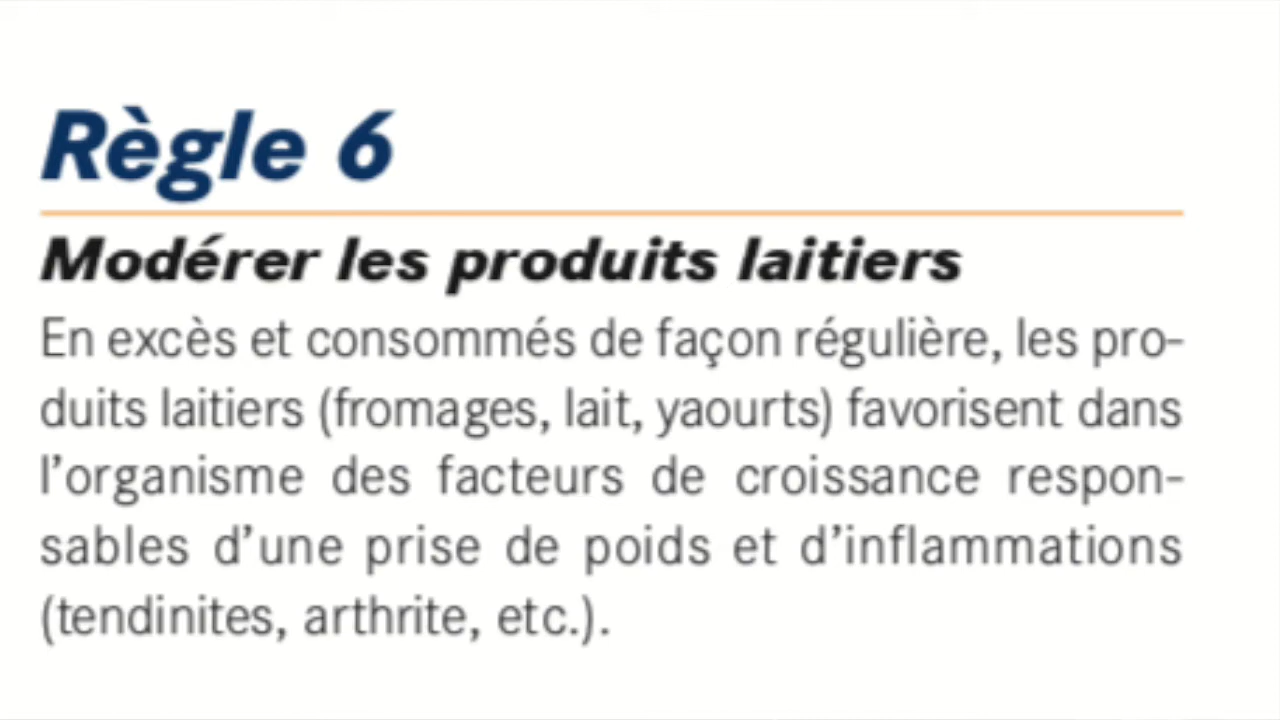 Règle 6
Modérer les produits laitiers
En excès et consommés de façon régulière, les pro-
duits laitiers (fromages, lait, yaourts) favorisent dans
l’organisme des facteurs de croissance respon-
sables d’une prise de poids et d’inflammations
(tendinites, arthrite, etc.).